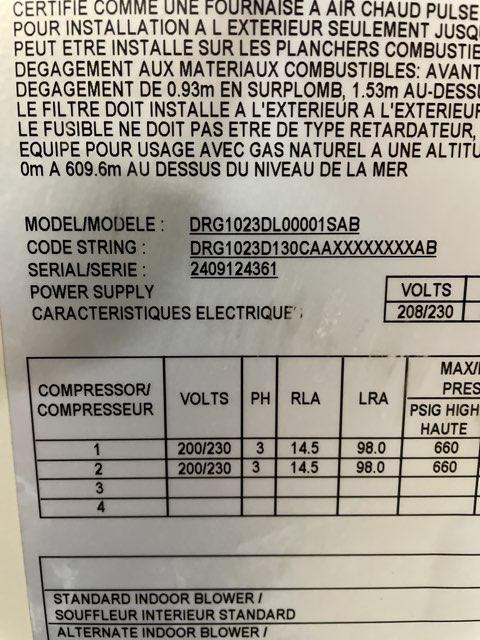 CERTIFIE COMME UNE FOURNAISE A AIR CHAUD PULSE
POUR INSTALLATION A L EXTERIEUR SEULEMENT
PEUT ETRE INSTALLE SUR LES PLANCHERS
DEGAGEMENT AUX MATERIAUX COMBUSTIBLES: AVANT
DEGAGEMENT DE 0.93m EN SURPLOMB, 1.53m
LE FILTRE DOIT INSTALLE A L'EXTERIEUR A
LE FUSIBLE NE DOIT PAS ETRE DE TYPE RETARDATEUR,
EQUIPE POUR USAGE AVEC GAS NATUREL A UNE
0m A 609.6m AU DESSUS DU NIVEAU DE LA MER
MODEL/MODELE : DRG1023DL00001SAB
CODE STRING : DRG1023D130CAAXXXXXXXXAB
SERIAL/SERIE : 2409124361
POWER SUPPLY VOLTS
CARACTERISTIQUES ELECTRIQUE 208/230
COMPRESSOR/ COMPRESSEUR VOLTS PH RLA LRA PSIG HIGH HAUTE
1 200/230 3 14.5 98.0 660
2 200/230 3 14.5 98.0 660
3
4
STANDARD INDOOR BLOWER /
SOUFFLEUR INTERIEUR STANDARD
ALTERNATE INDOOR BLOWER /